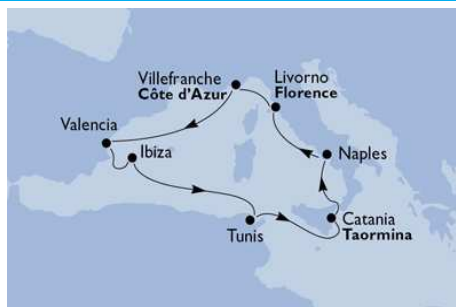 Villefranche
Côte d'Azur
Livorno
Florence
Valencia
Ibiza
Naples
Tunis
Catania
Taormina